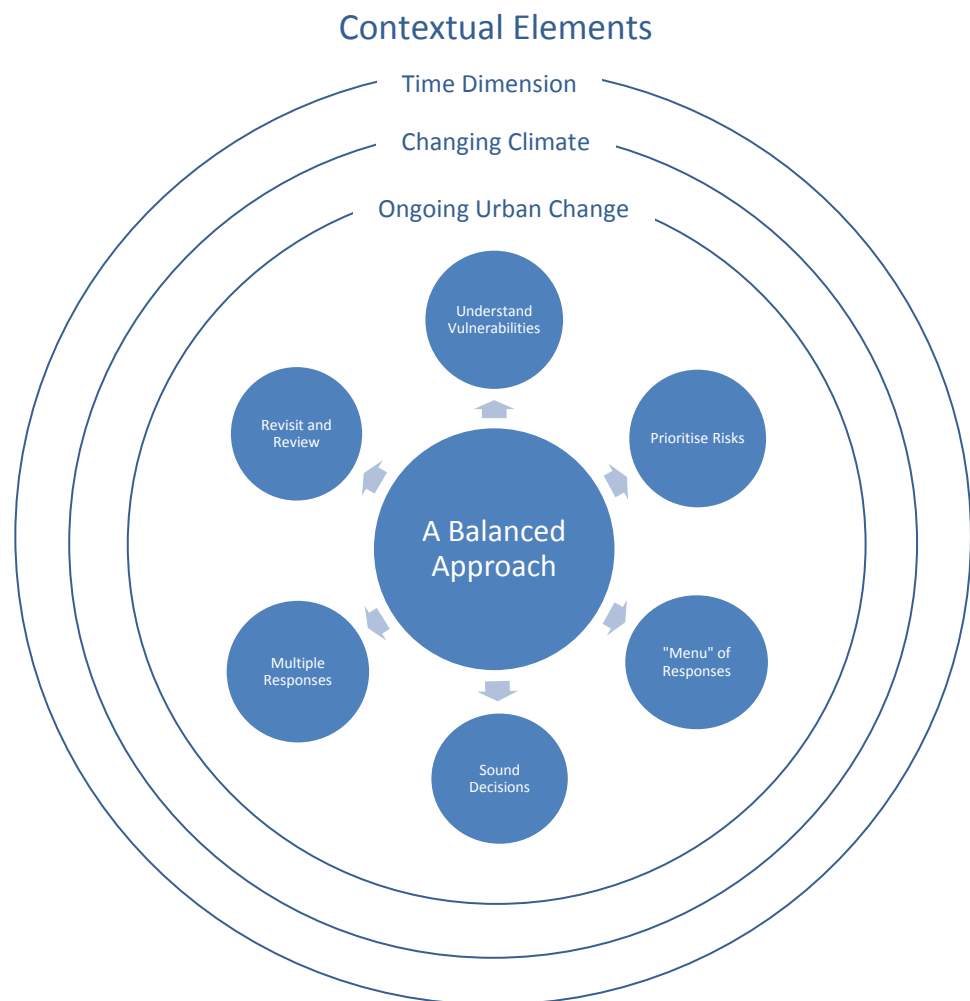 Contextual Elements
Time Dimension
Changing Climate
Ongoing Urban Change
Understand
Vulnerabilities
Revisit and
Review
Prioritise Risks
A Balanced
Approach
Multiple
Responses
"Menu" of
Responses
Sound
Decisions